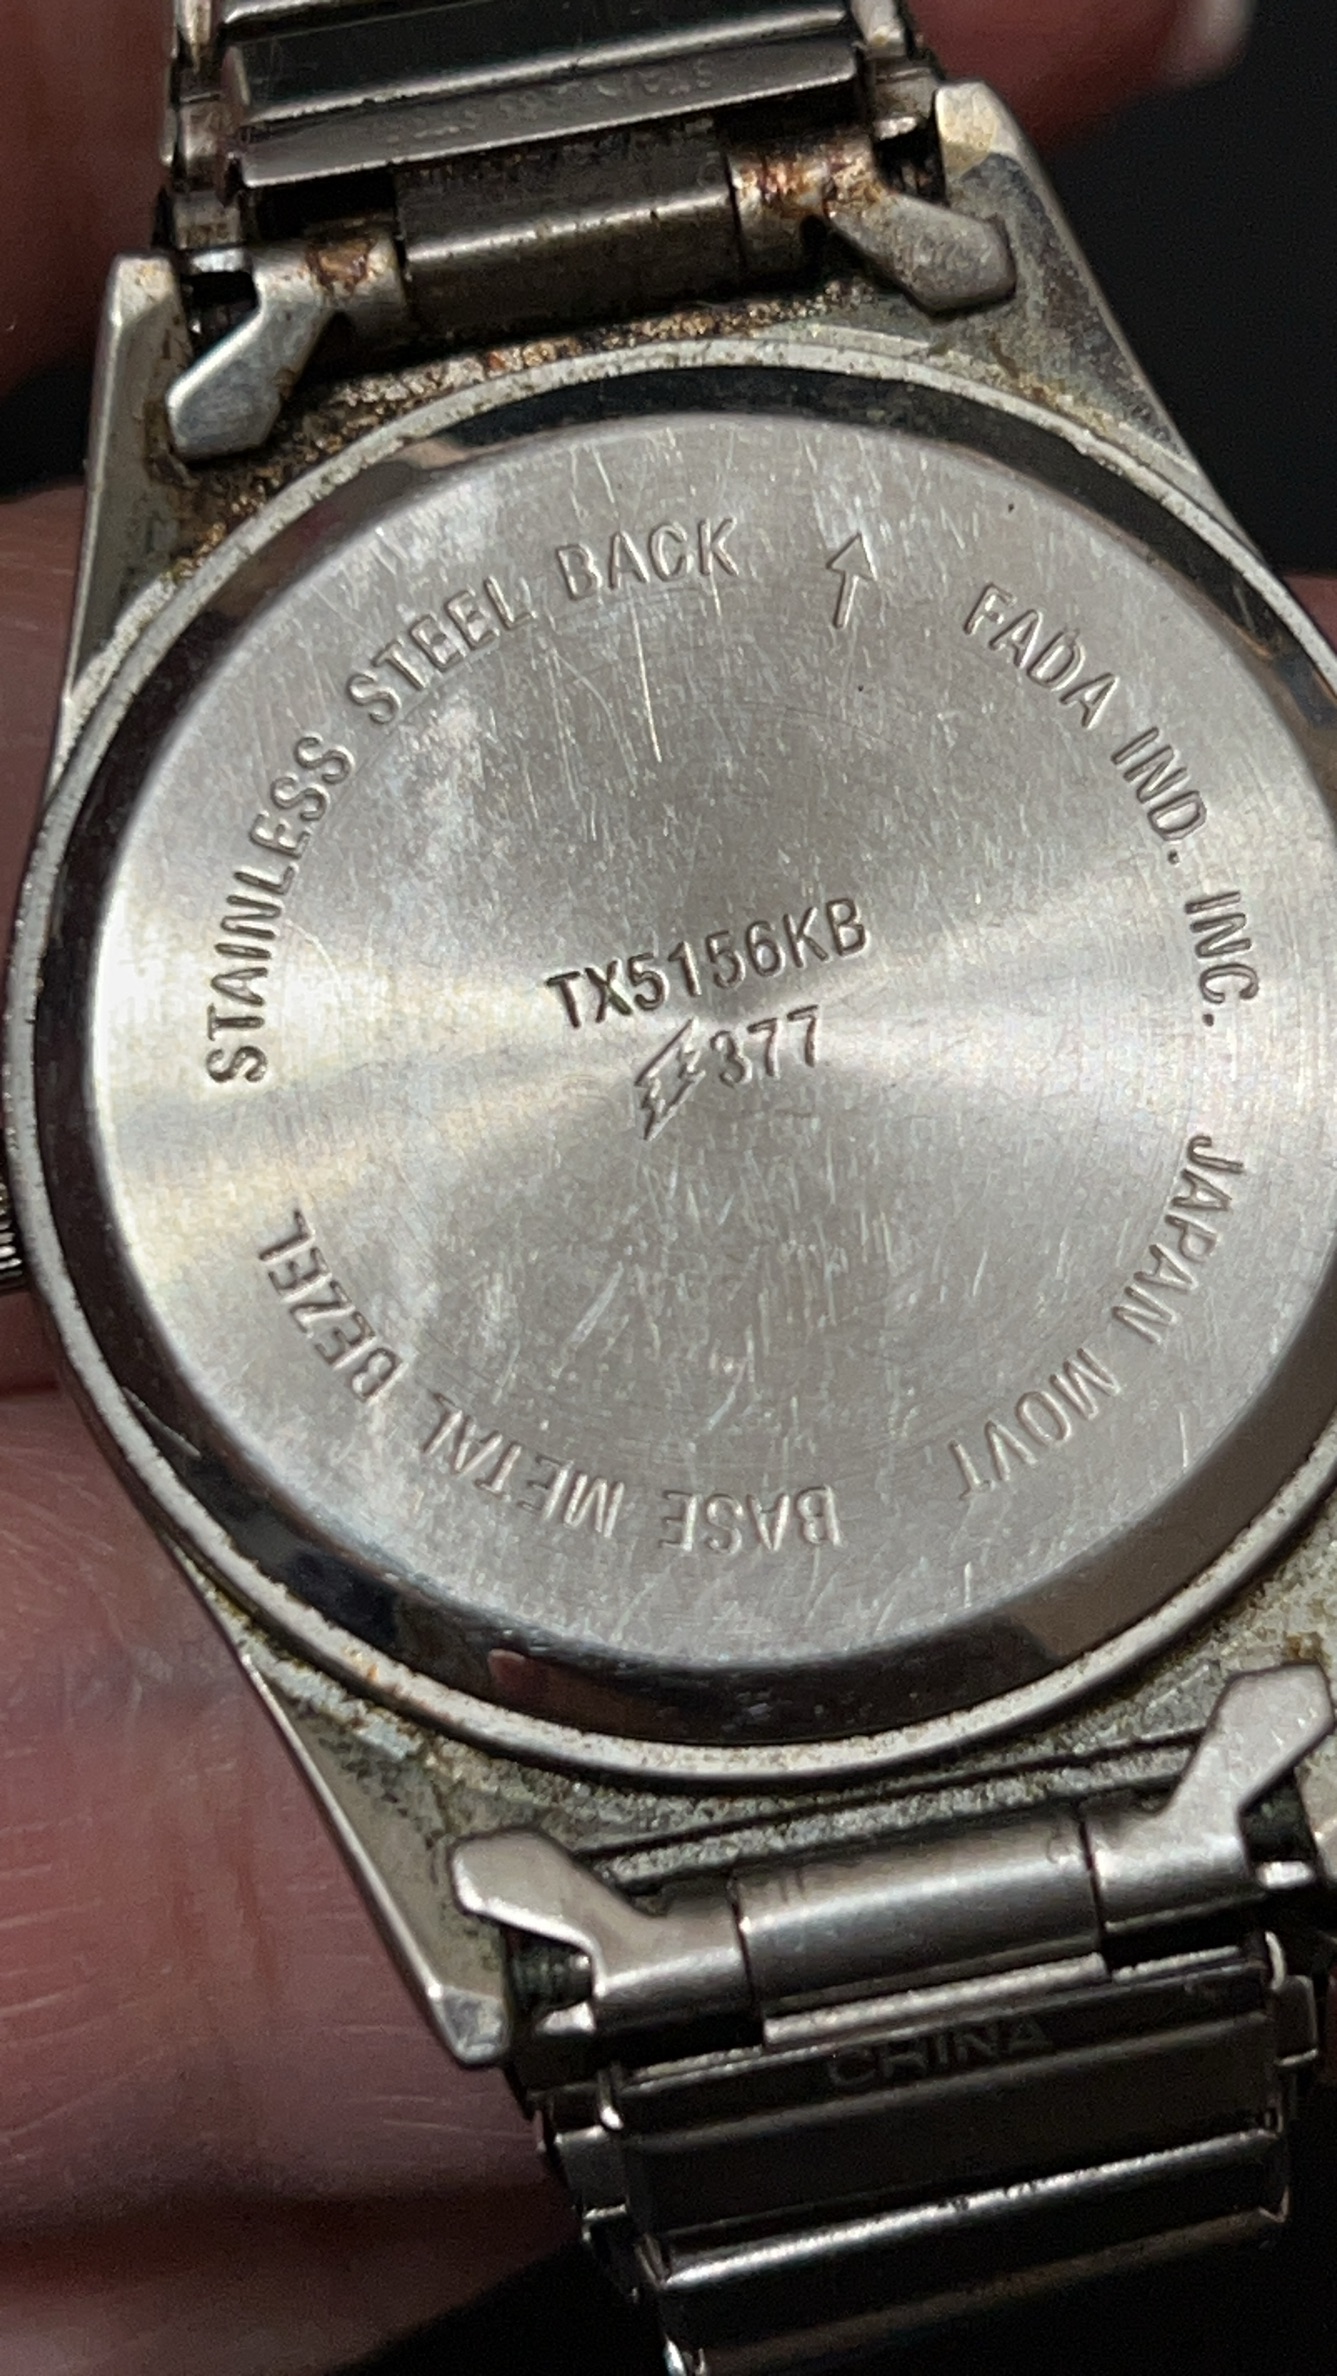 STAINLESS STEEL BACK
↑
FADA IND. INC.
JAPAN MOVT
BASE METAL BEZEL
TX5156KB
377
CHINA